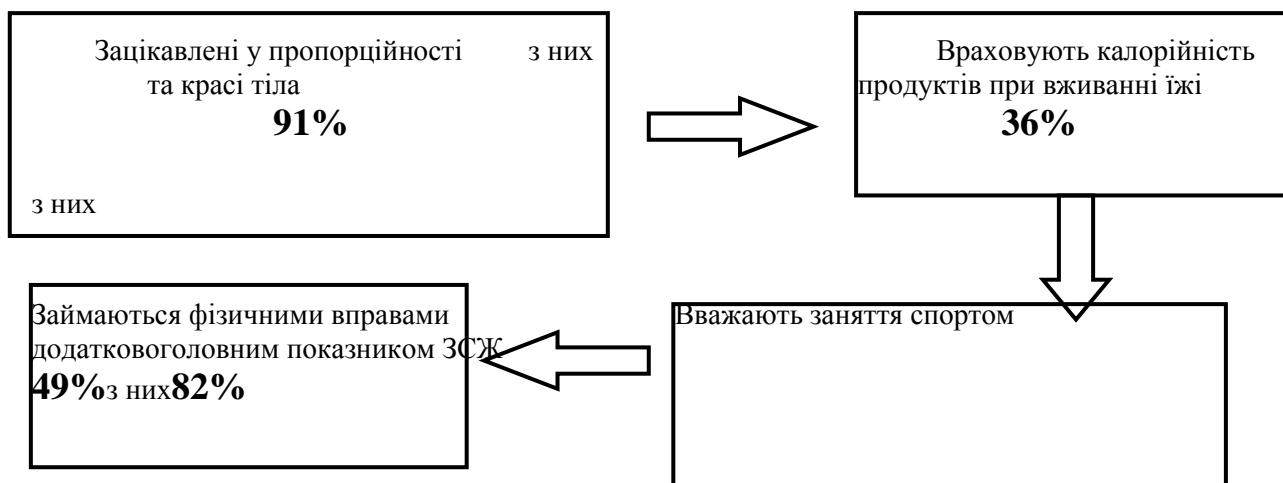 Зацікавлені у пропорційності з них
та красі тіла
91%
з них
Враховують калорійність
продуктів при вживанні їжі
36%
Займаються фізичними вправами
додатковоголовним показником ЗСЖ
49%з них82%
Вважають заняття спортом